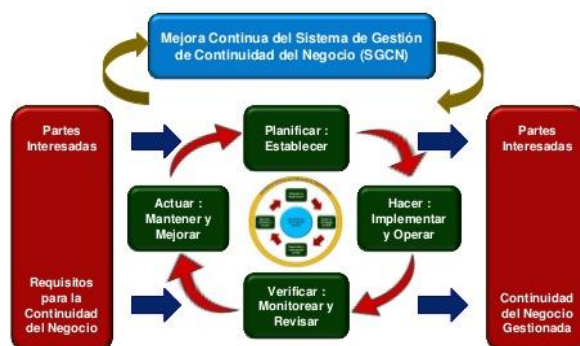 Mejora Continua del Sistema de Gestión
de Continuidad del Negocio (SGCN)
Partes
Interesadas
Planificar :
Establecer
Partes
Interesadas
Actuar :
Mantener y
Mejorar
Hacer :
Implementar
y Operar
Requisitos
para la
Continuidad
del Negocio
Verificar :
Monitorear y
Revisar
Continuidad
del Negocio
Gestionada